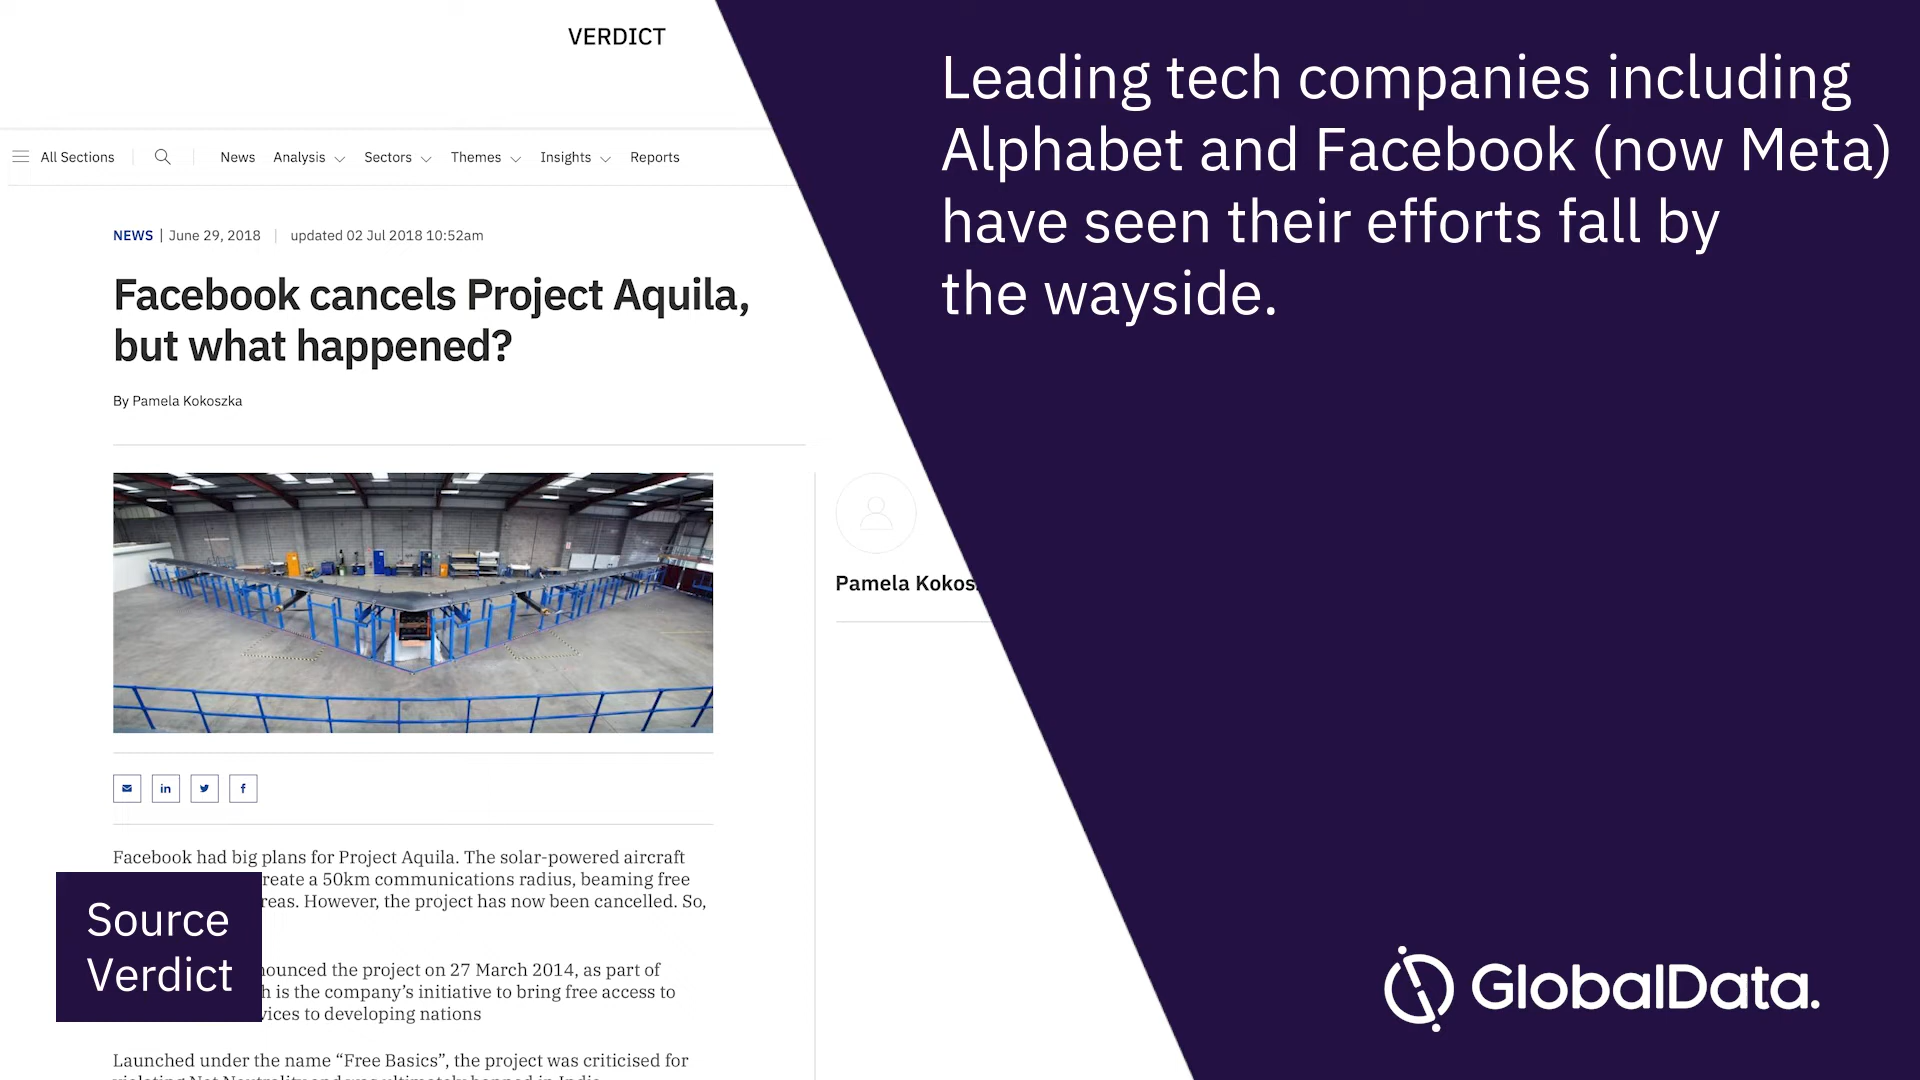 VERDICT
All Sections
News Analysis Sectors Themes Insights Reports
NEWS | June 29, 2018 | updated 02 Jul 2018 10:52am
Facebook cancels Project Aquila,
but what happened?
By Pamela Kokoszka
Pamela
in
f
Facebook had big plans for Project Aquila. The solar-powered aircraft
a 50km communications radius, beaming free
However, the project has now been cancelled. So,
the project on 27 March 2014, as part of
is the company’s initiative to bring free access to
to developing nations
Launched under the name “Free Basics”, the project was criticised for
Source
Verdict
Leading tech companies including
Alphabet and Facebook (now Meta)
have seen their efforts fall by
the wayside.
GlobalData.